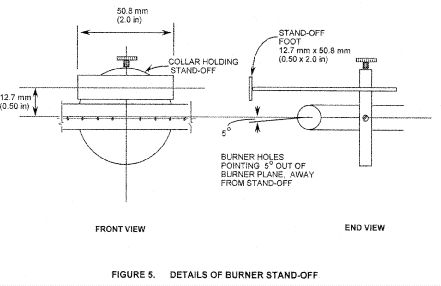 50.8 mm
(2.0 in)
COLLAR HOLDING
STAND-OFF
12.7 mm
(0.50 in)
STAND-OFF
FOOT
12.7 mm x 50.8 mm
(0.50 x 2.0 in)
5°
BURNER HOLES
POINTING 5° OUT OF
BURNER PLANE, AWAY
FROM STAND-OFF
FRONT VIEW
END VIEW
FIGURE 5. DETAILS OF BURNER STAND-OFF